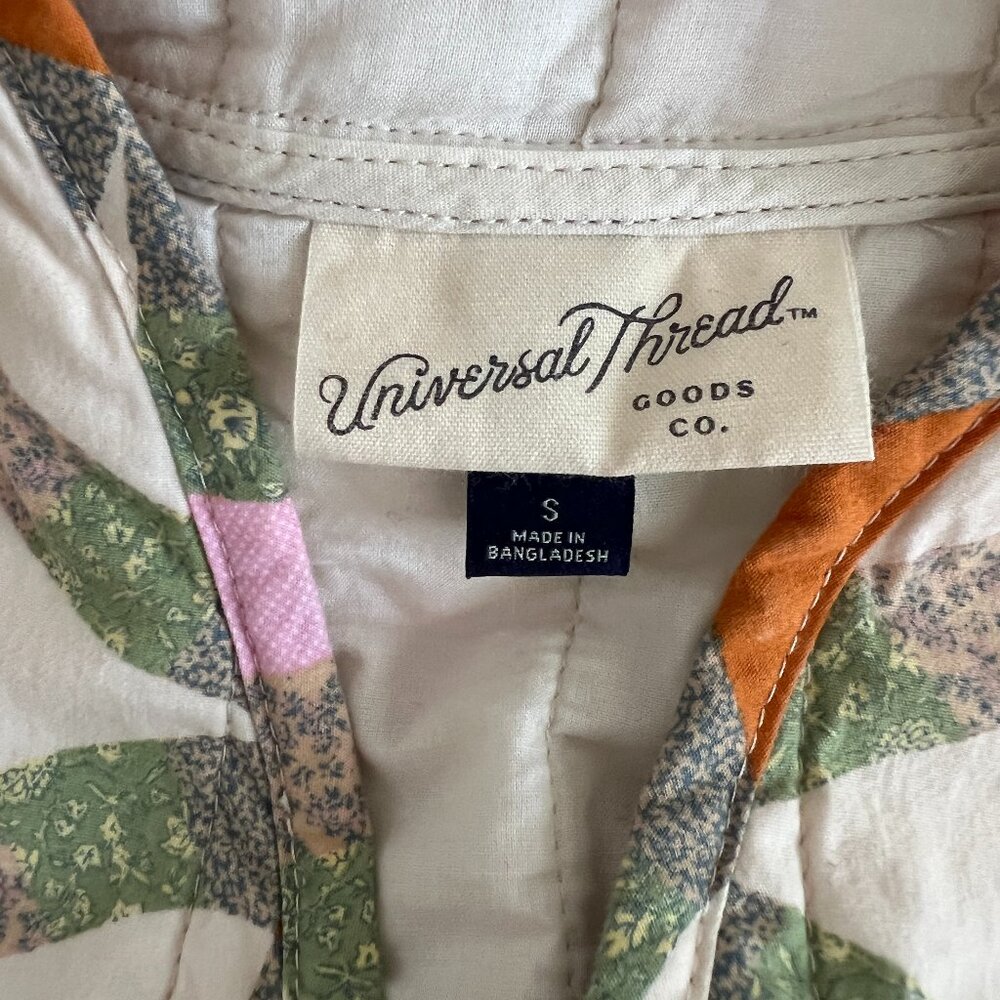 Universal Thread™
GOODS
CO.
S
MADE IN
BANGLADESH